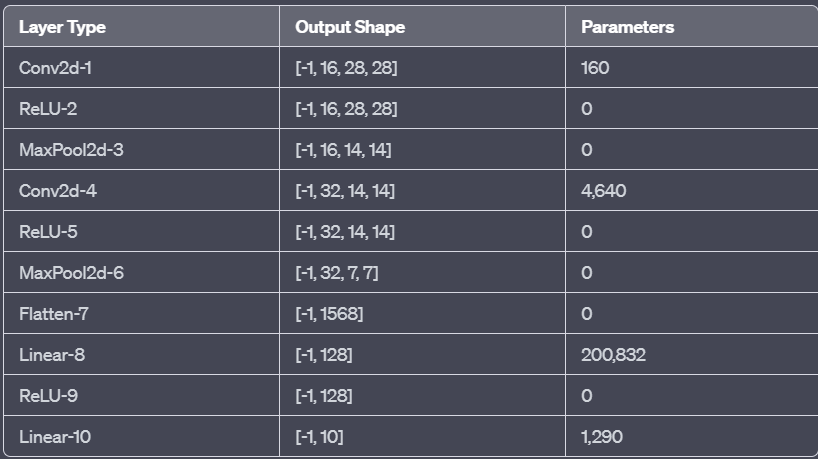 Layer Type Output Shape Parameters
Conv2d-1 [-1, 16, 28, 28] 160
ReLU-2 [-1, 16, 28, 28] 0
MaxPool2d-3 [-1, 16, 14, 14] 0
Conv2d-4 [-1, 32, 14, 14] 4,640
ReLU-5 [-1, 32, 14, 14] 0
MaxPool2d-6 [-1, 32, 7, 7] 0
Flatten-7 [-1, 1568] 0
Linear-8 [-1, 128] 200,832
ReLU-9 [-1, 128] 0
Linear-10 [-1, 10] 1,290